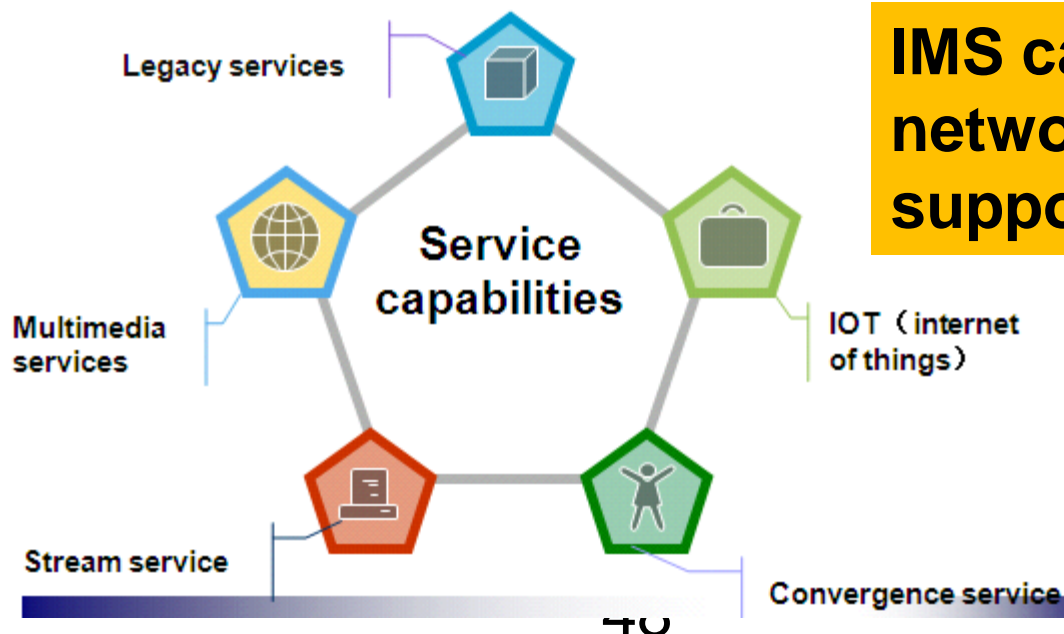 Legacy services
IMS ca
netwo
suppo
Service
capabilities
Multimedia
services
IOT（internet
of things）
Stream service
Convergence service